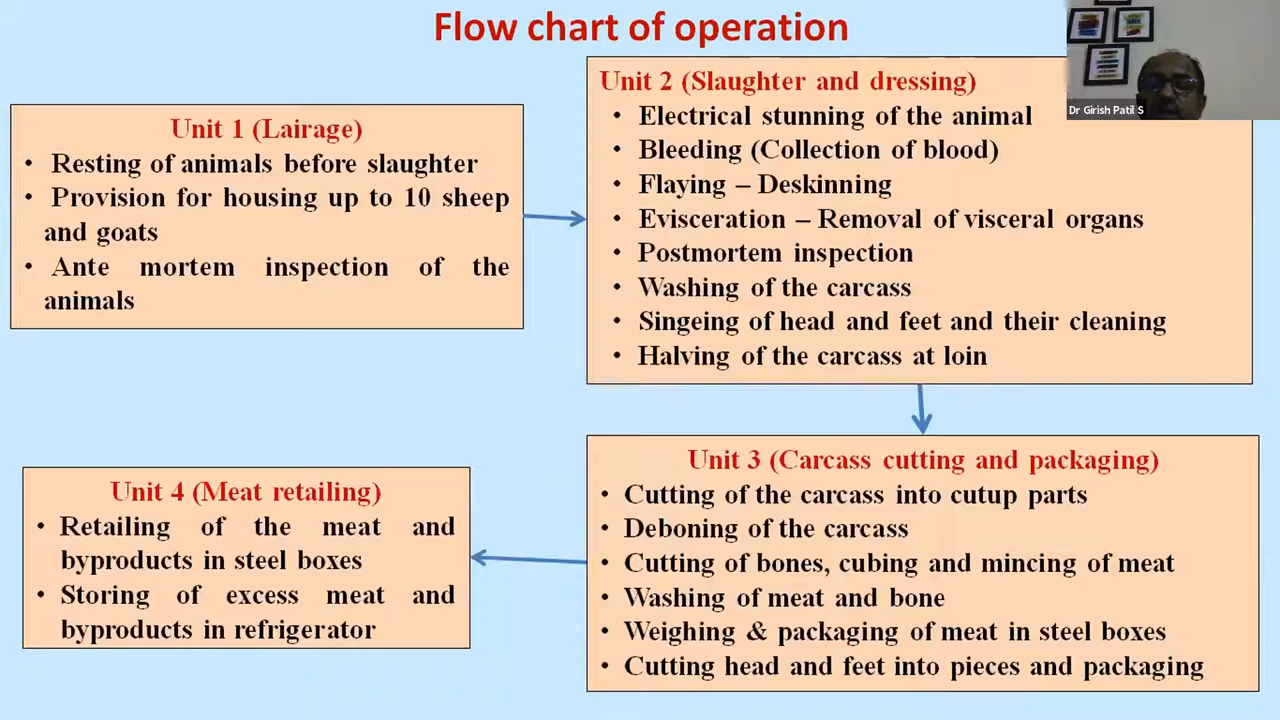 Flow chart of operation
Unit 1 (Lairage)
• Resting of animals before slaughter
• Provision for housing up to 10 sheep
and goats
• Ante mortem inspection of the
animals
Unit 2 (Slaughter and dressing)
• Electrical stunning of the animal
• Bleeding (Collection of blood)
• Flaying – Deskinning
• Evisceration – Removal of visceral organs
• Postmortem inspection
• Washing of the carcass
• Singeing of head and feet and their cleaning
• Halving of the carcass at loin
Unit 3 (Carcass cutting and packaging)
• Cutting of the carcass into cutup parts
• Deboning of the carcass
• Cutting of bones, cubing and mincing of meat
• Washing of meat and bone
• Weighing & packaging of meat in steel boxes
• Cutting head and feet into pieces and packaging
Unit 4 (Meat retailing)
• Retailing of the meat and
byproducts in steel boxes
• Storing of excess meat and
byproducts in refrigerator
Dr Girish Patil S